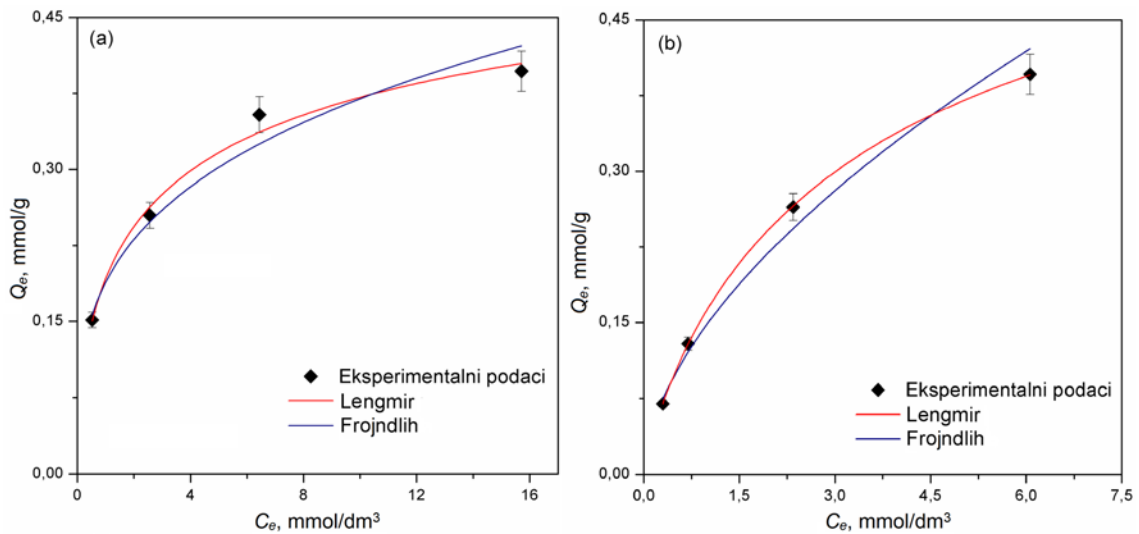 (a)
0,45
0,30
0,15
0,00
Qe, mmol/g
Eksperimentalni podaci
Lengmir
Frojndlih
0
4
8
12
16
Ce, mmol/dm³
(b)
0,45
0,30
0,15
0,00
Qe, mmol/g
Eksperimentalni podaci
Lengmir
Frojndlih
0,0
1,5
3,0
4,5
6,0
7,5
Ce, mmol/dm³